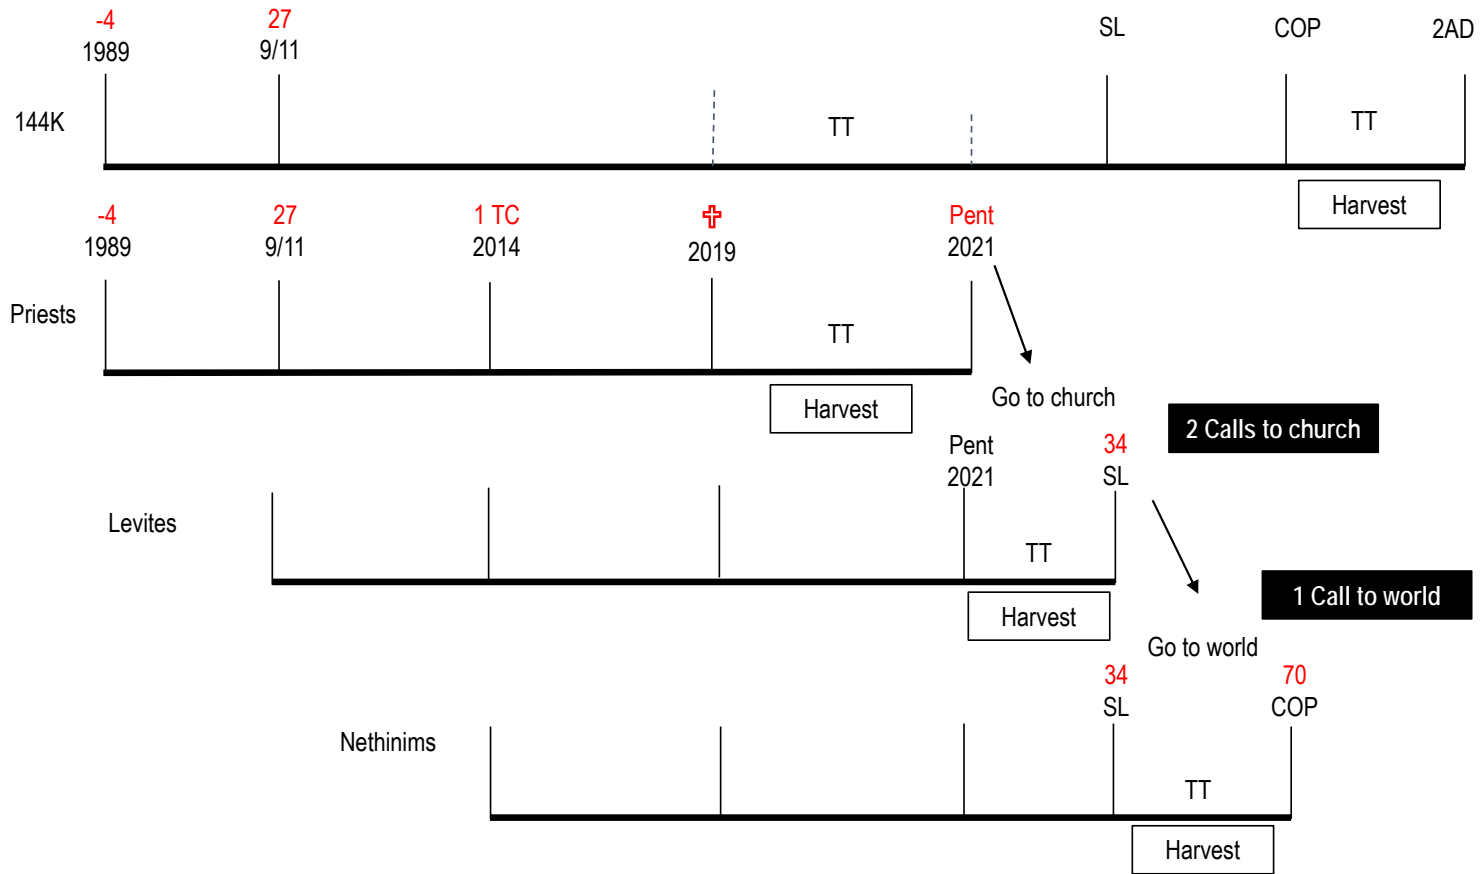 -4
1989
27
9/11
SL
COP
2AD
144K
TT
TT
Harvest
-4
1989
27
9/11
1 TC
2014
2019
Pent
2021
Priests
TT
Harvest
Go to church
2 Calls to church
Pent
2021
34
SL
Levites
TT
Harvest
1 Call to world
Go to world
34
SL
70
COP
Nethinims
TT
Harvest